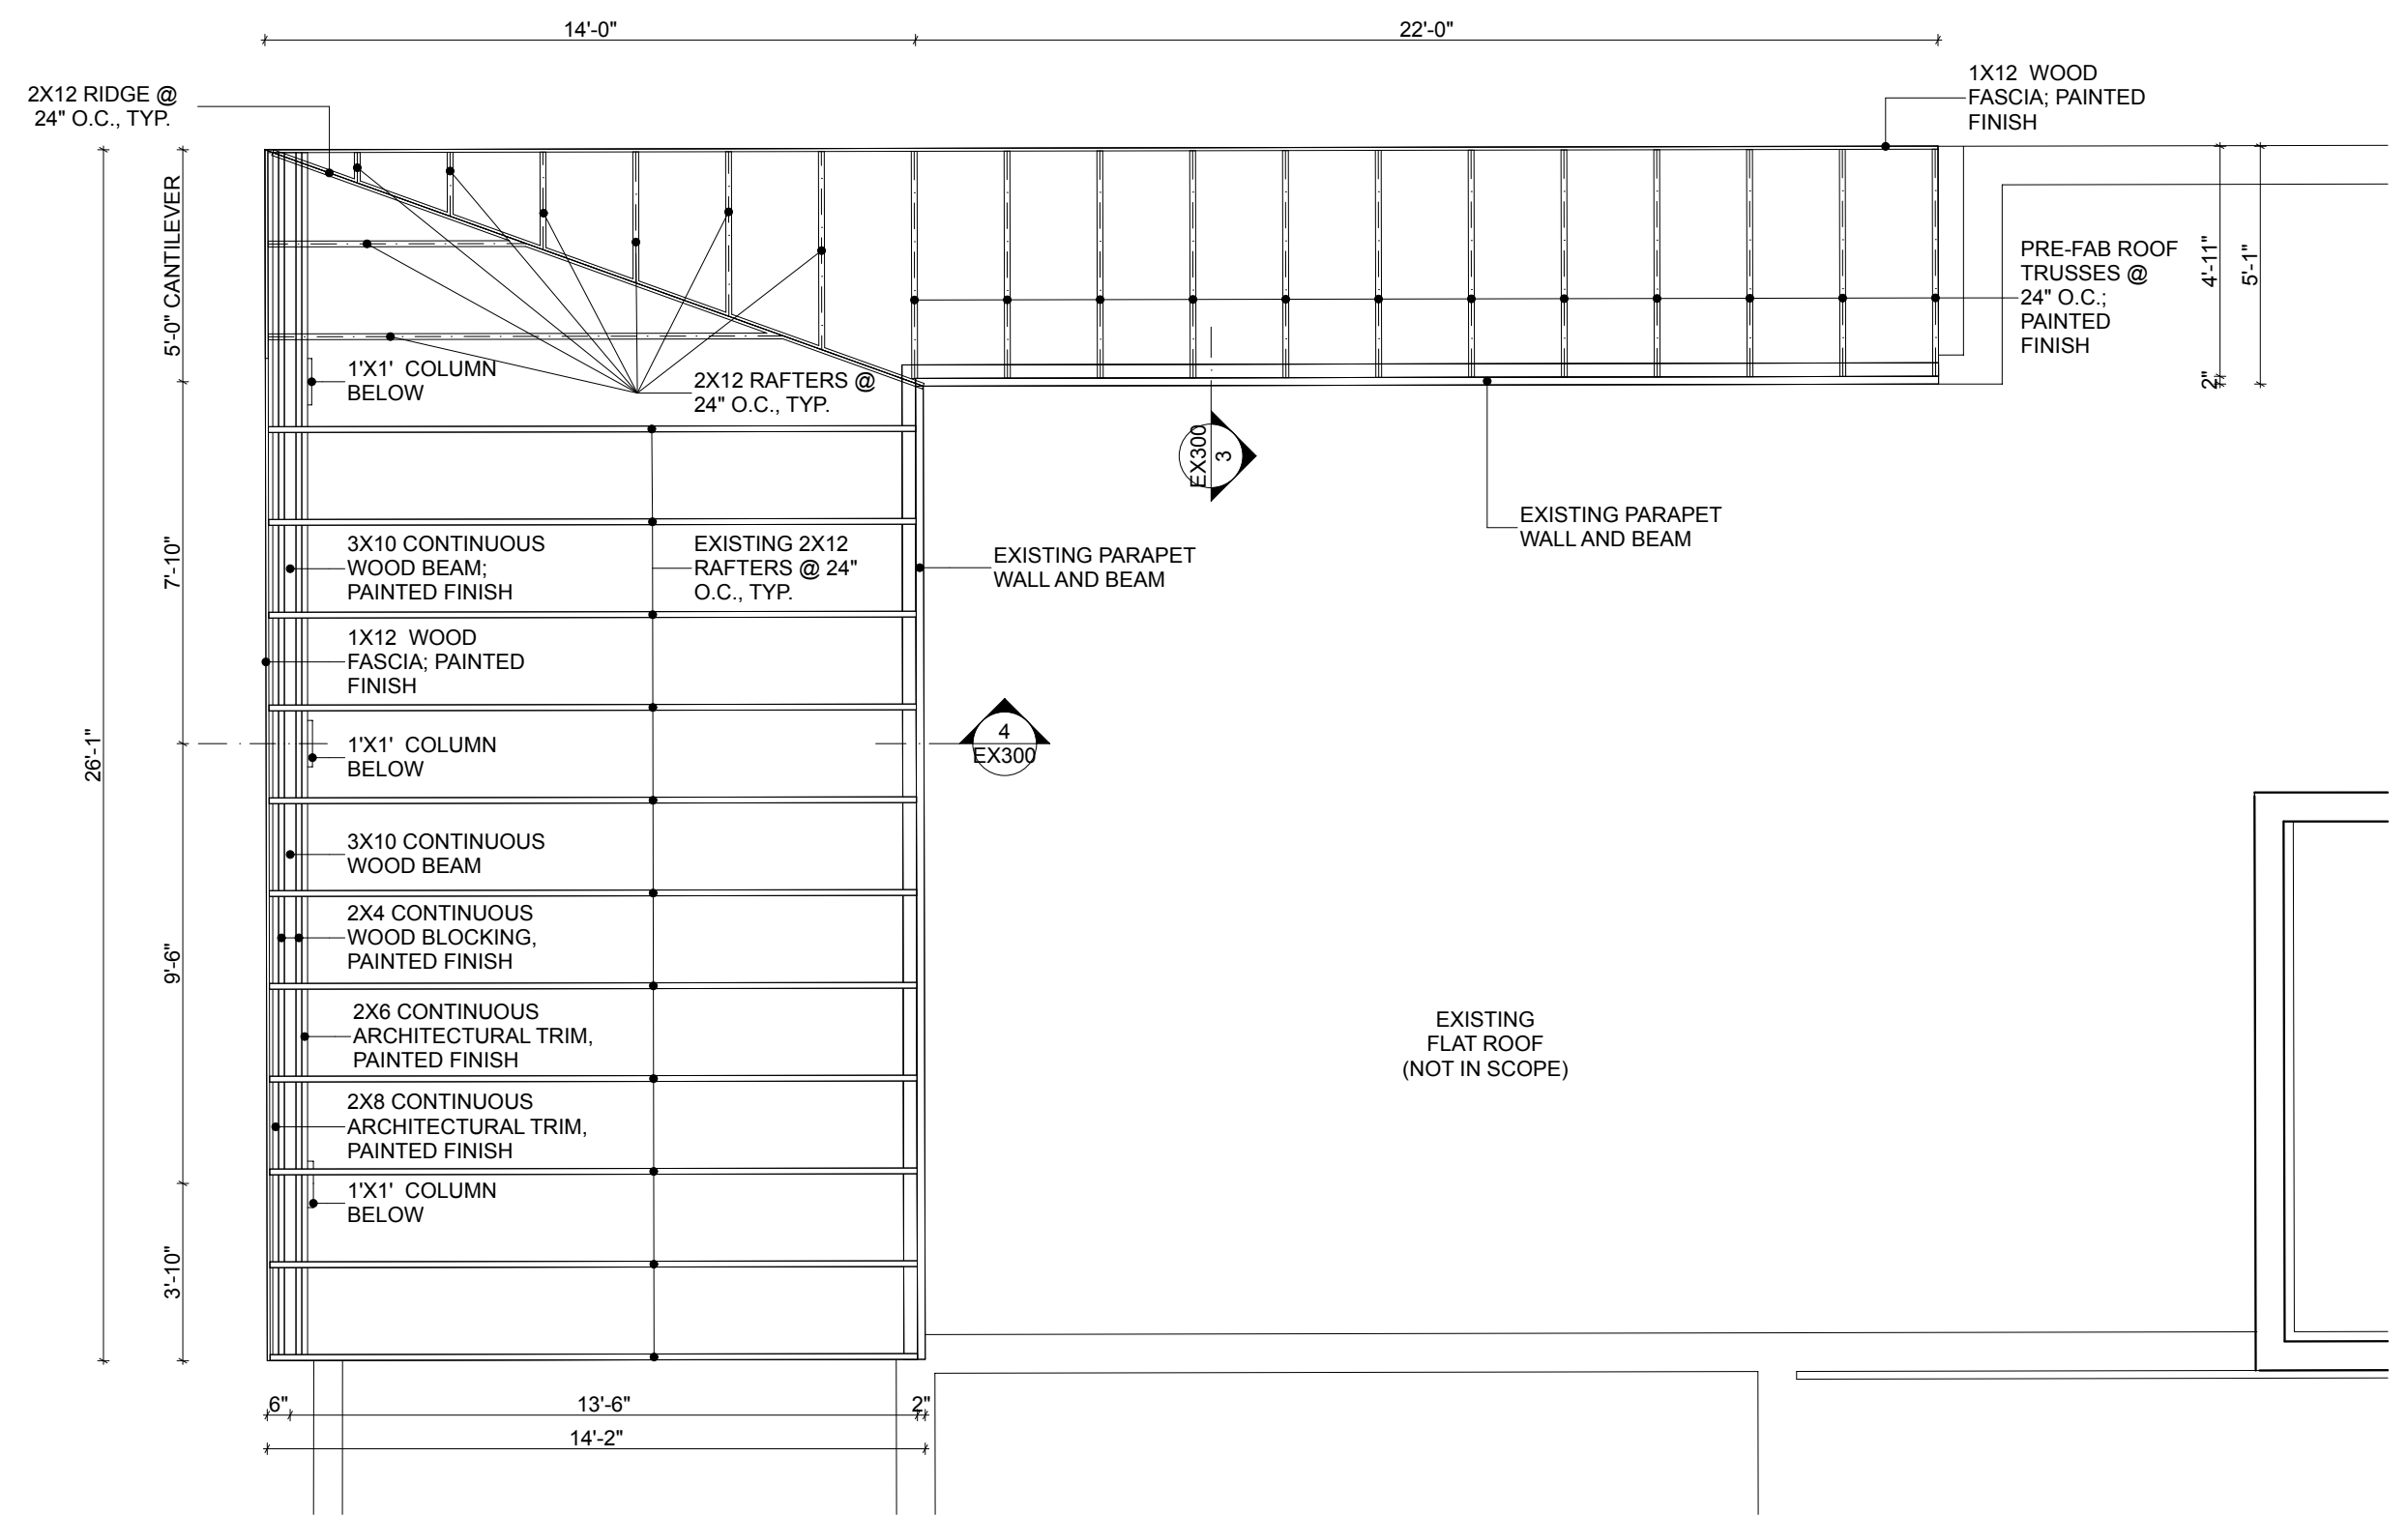 14'-0"
22'-0"
2X12 RIDGE @
24" O.C., TYP.
1X12 WOOD
FASCIA; PAINTED
FINISH
5'-0" CANTILEVER
PRE-FAB ROOF
TRUSSES @
24" O.C.;
PAINTED
FINISH
4'-11"
5'-1"
2"
1'X1' COLUMN
BELOW
2X12 RAFTERS @
24" O.C., TYP.
EX300
3
EXISTING PARAPET
WALL AND BEAM
7'-10"
3X10 CONTINUOUS
WOOD BEAM;
PAINTED FINISH
EXISTING 2X12
RAFTERS @ 24"
O.C., TYP.
EXISTING PARAPET
WALL AND BEAM
1X12 WOOD
FASCIA; PAINTED
FINISH
26'-1"
1'X1' COLUMN
BELOW
4
EX300
3X10 CONTINUOUS
WOOD BEAM
9'-6"
2X4 CONTINUOUS
WOOD BLOCKING,
PAINTED FINISH
2X6 CONTINUOUS
ARCHITECTURAL TRIM,
PAINTED FINISH
EXISTING
FLAT ROOF
(NOT IN SCOPE)
2X8 CONTINUOUS
ARCHITECTURAL TRIM,
PAINTED FINISH
1'X1' COLUMN
BELOW
3'-10"
6"
13'-6"
2"
14'-2"